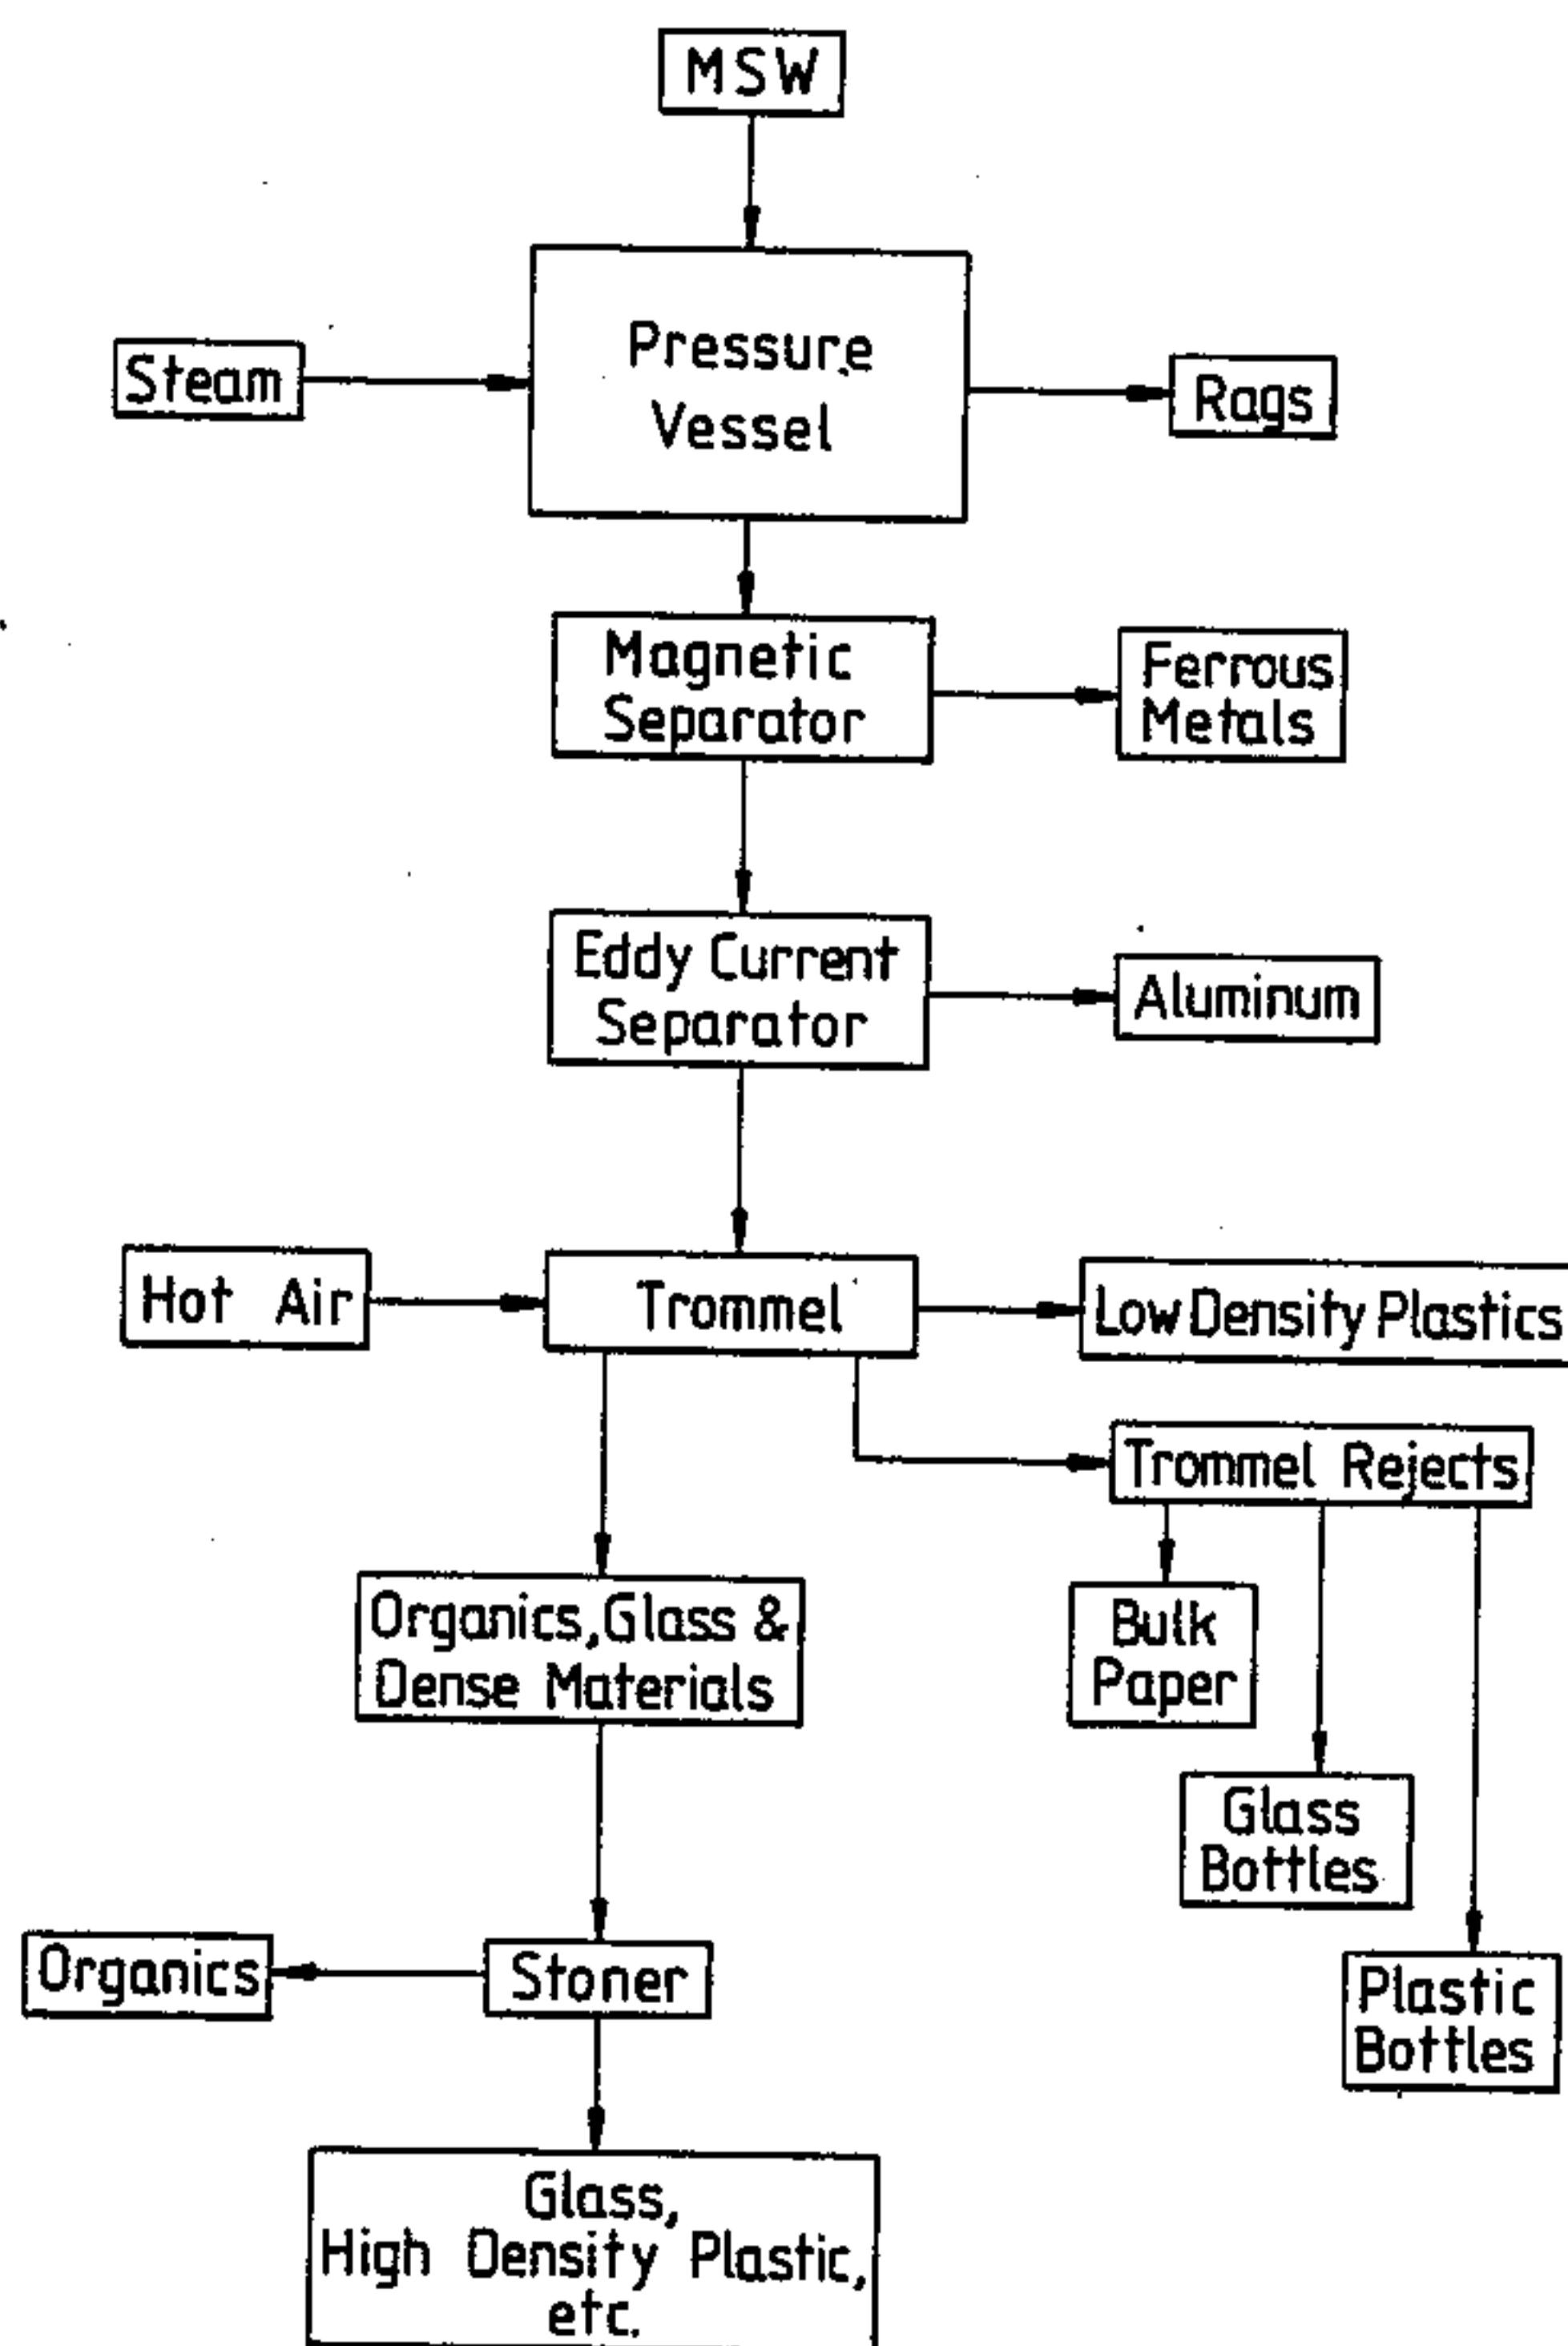 MSW
Pressure
Vessel
Steam
Rags
Magnetic
Separator
Ferrous
Metals
Eddy Current
Separator
Aluminum
Hot Air
Trommel
Low Density Plastics
Trommel Rejects
Organics, Glass &
Dense Materials
Bulk
Paper
Glass
Bottles
Organics
Stoner
Plastic
Bottles
Glass,
High Density Plastic,
etc.